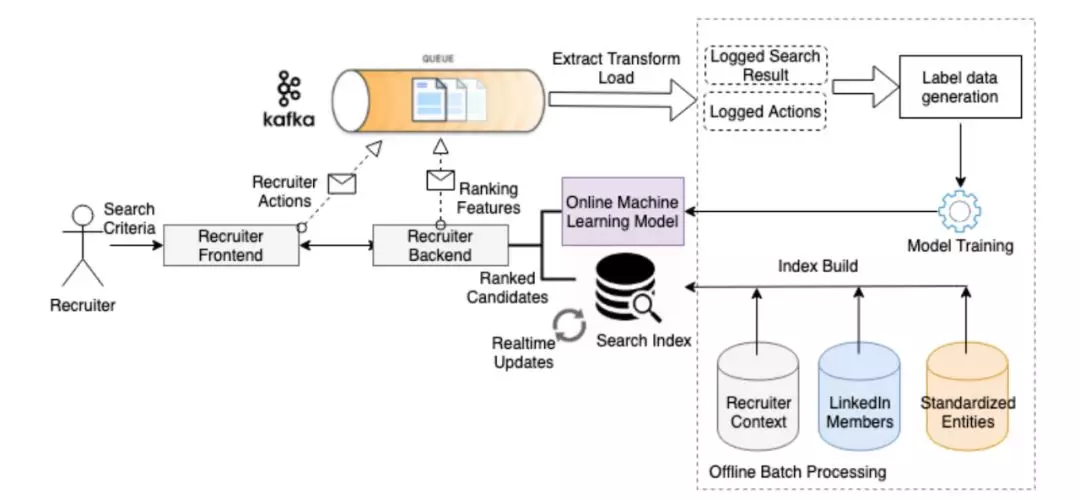 QUEUE
kafka
Extract Transform
Load
Logged Search
Result
Logged Actions
Label data
generation
Recruiter
Actions
Ranking
Features
Search
Criteria
Recruiter
Frontend
Recruiter
Backend
Online Machine
Learning Model
Model Training
Recruiter
Ranked
Candidates
Index Build
Realtime
Updates
Search Index
Recruiter
Context
LinkedIn
Members
Standardized
Entities
Offline Batch Processing